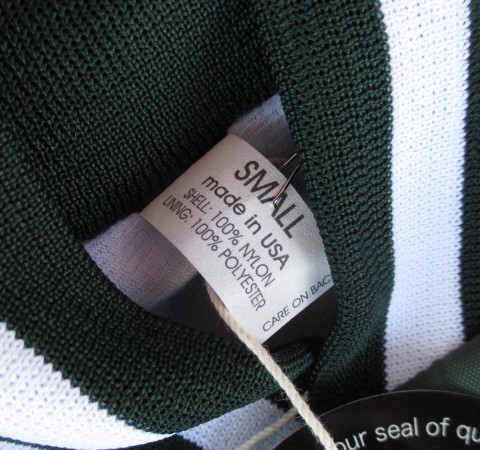 SMALL
made in USA
SHELL: 100% NYLON
LINING: 100% POLYESTER
CARE ON BAC
our seal of qu